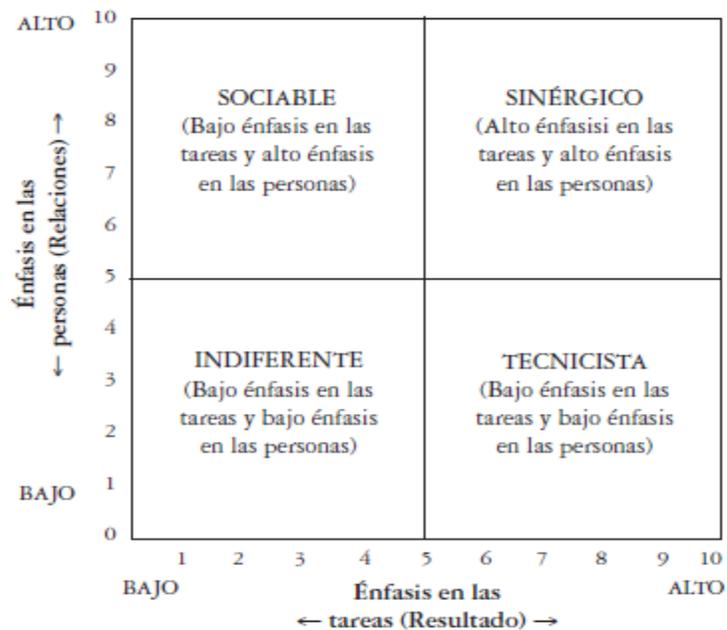 ALTO
10
9
8
7
6
5
4
3
2
1
0
BAJO
Énfasis en las
← personas (Relaciones) →
SOCIABLE
(Bajo énfasis en las
tareas y alto énfasis
en las personas)
SINÉRGICO
(Alto énfasisi en las
tareas y alto énfasis
en las personas)
INDIFERENTE
(Bajo énfasis en las
tareas y bajo énfasis
en las personas)
TECNICISTA
(Bajo énfasis en las
tareas y bajo énfasis
en las personas)
1 2 3 4 5 6 7 8 9 10
BAJO
Énfasis en las
← tareas (Resultado) →
ALTO